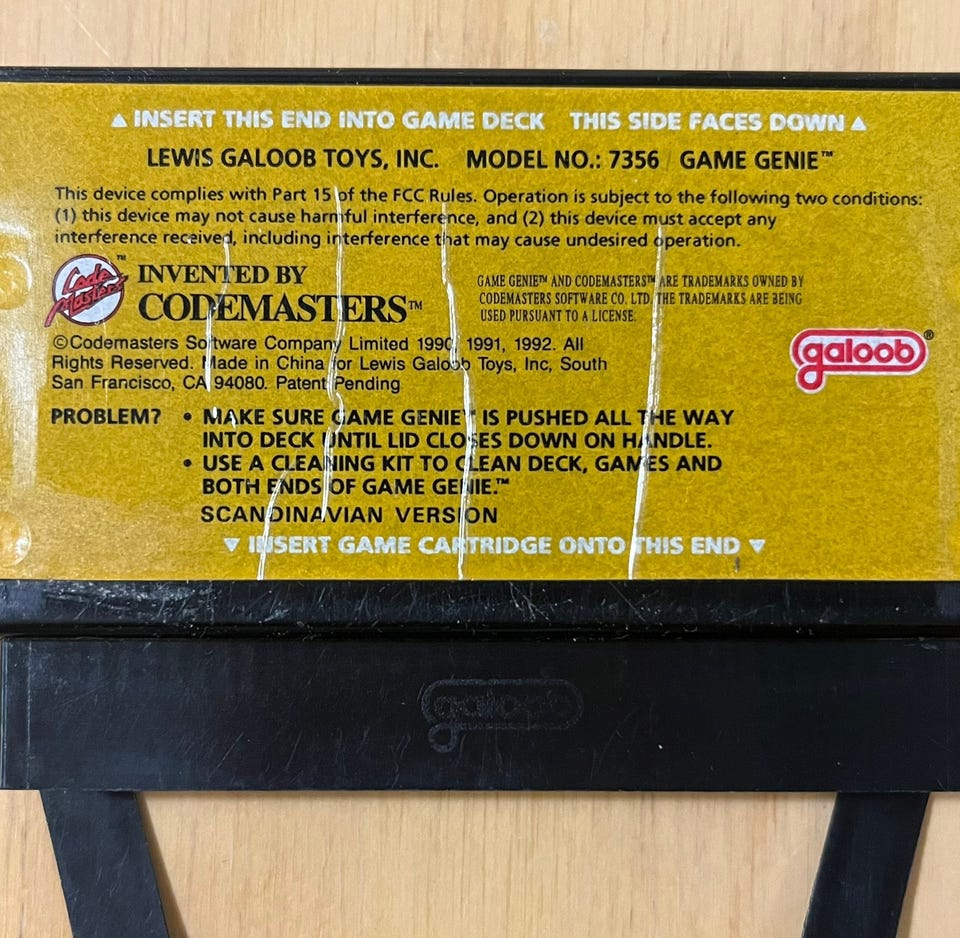 ▲ INSERT THIS END INTO GAME DECK THIS SIDE FACES DOWN ▲
LEWIS GALOOB TOYS, INC. MODEL NO.: 7356 GAME GENIE™
This device complies with Part 15 of the FCC Rules. Operation is subject to the following two conditions:
(1) this device may not cause harmful interference, and (2) this device must accept any
interference received, including interference that may cause undesired operation.
Code Masters™
INVENTED BY
CODEMASTERS™
GAME GENIE™ AND CODEMASTERS™ ARE TRADEMARKS OWNED BY
CODEMASTERS SOFTWARE CO. LTD. THE TRADEMARKS ARE BEING
USED PURSUANT TO A LICENSE.
©Codemasters Software Company Limited 1990, 1991, 1992. All
Rights Reserved. Made in China for Lewis Galoob Toys, Inc, South
San Francisco, CA 94080. Patent Pending
galoob®
PROBLEM? • MAKE SURE GAME GENIE™ IS PUSHED ALL THE WAY
INTO DECK UNTIL LID CLOSES DOWN ON HANDLE.
• USE A CLEANING KIT TO CLEAN DECK, GAMES AND
BOTH ENDS OF GAME GENIE.™
SCANDINAVIAN VERSION
▼ INSERT GAME CARTRIDGE ONTO THIS END ▼
galoob